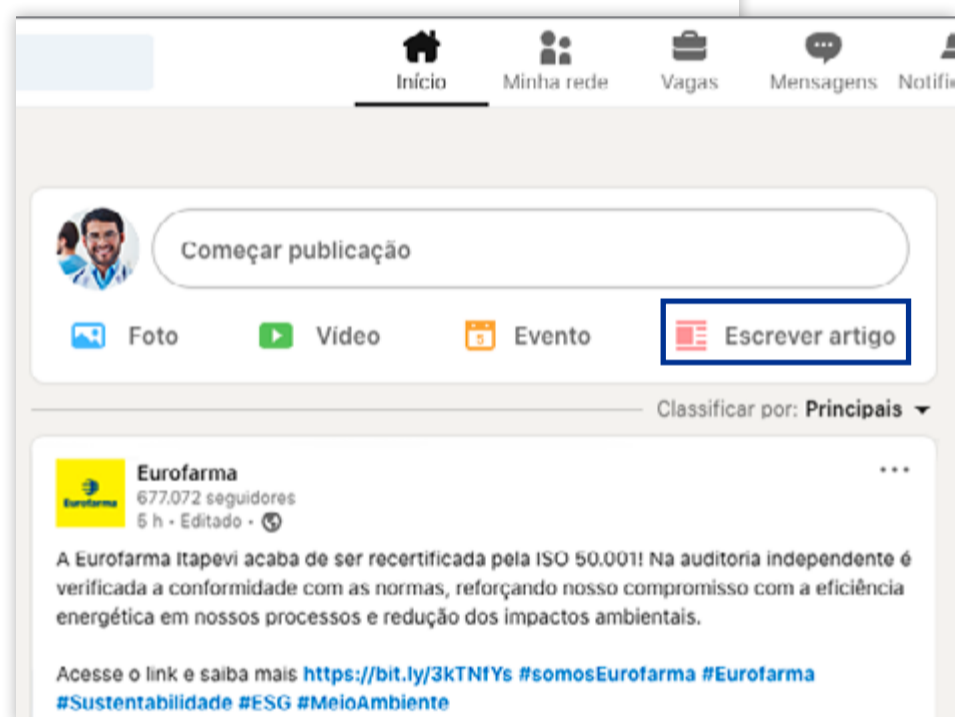 Início
Minha rede
Vagas
Mensagens
Começar publicação
Foto
Vídeo
5
Evento
Escrever artigo
Classificar por: Principais
Eurofarma
Eurofarma
677.072 seguidores
5 h • Editado •
A Eurofarma Itapevi acaba de ser recertificada pela ISO 50.001! Na auditoria independente é
verificada a conformidade com as normas, reforçando nosso compromisso com a eficiência
energética em nossos processos e redução dos impactos ambientais.
Acesse o link e saiba mais https://bit.ly/3kTNfYs #somosEurofarma #Eurofarma
#Sustentabilidade #ESG #MeioAmbiente